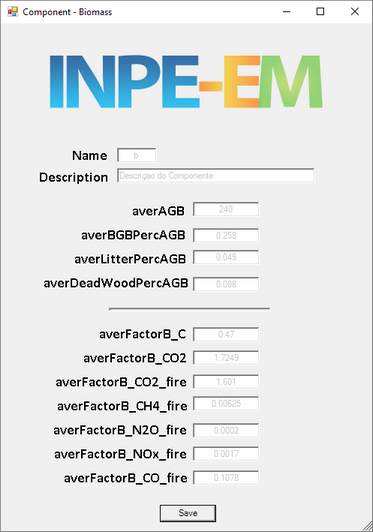 Component - Biomass
INPE-EM
Name b
Description Descriçao do Componente
averAGB 240
averBGBPercAGB 0.258
averLitterPercAGB 0.049
averDeadWoodPercAGB 0.088
averFactorB_C 0.47
averFactorB_CO2 1.7249
averFactorB_CO2_fire 1.601
averFactorB_CH4_fire 0.00625
averFactorB_N2O_fire 0.0002
averFactorB_NOx_fire 0.0017
averFactorB_CO_fire 0.1078
Save